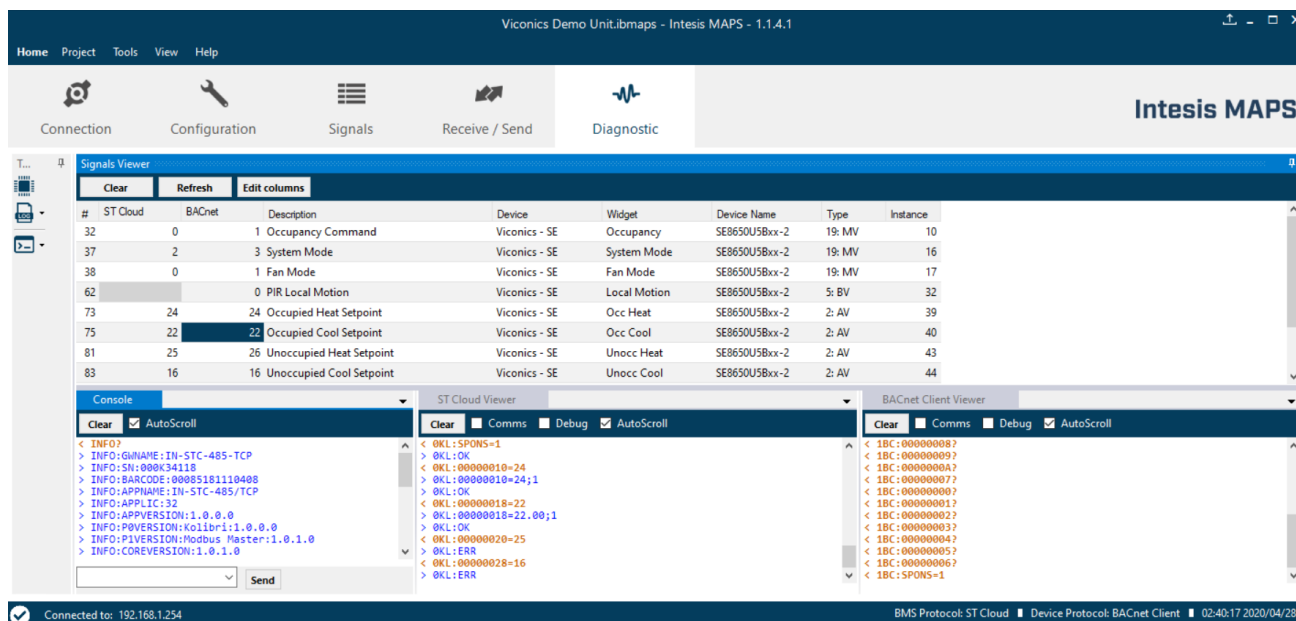 Viconics Demo Unit.ibmaps - Intesis MAPS - 1.1.4.1
Home Project Tools View Help
Connection Configuration Signals Receive / Send Diagnostic
Intesis MAPS
T...
Signals Viewer
Clear Refresh Edit columns
# ST Cloud BACnet Description Device Widget Device Name Type Instance
32 0 1 Occupancy Command Viconics - SE Occupancy SE8650U5Bxx-2 19: MV 10
37 2 3 System Mode Viconics - SE System Mode SE8650U5Bxx-2 19: MV 16
38 0 1 Fan Mode Viconics - SE Fan Mode SE8650U5Bxx-2 19: MV 17
62 0 PIR Local Motion Viconics - SE Local Motion SE8650U5Bxx-2 5: BV 32
73 24 24 Occupied Heat Setpoint Viconics - SE Occ Heat SE8650U5Bxx-2 2: AV 39
75 22 22 Occupied Cool Setpoint Viconics - SE Occ Cool SE8650U5Bxx-2 2: AV 40
81 25 26 Unoccupied Heat Setpoint Viconics - SE Unocc Heat SE8650U5Bxx-2 2: AV 43
83 16 16 Unoccupied Cool Setpoint Viconics - SE Unocc Cool SE8650U5Bxx-2 2: AV 44
Console
Clear AutoScroll
< INFO?
> INFO:GWNAME:IN-STC-485-TCP
> INFO:SN:000K34118
> INFO:BARCODE:00085181110408
> INFO:APPNAME:IN-STC-485/TCP
> INFO:APPLIC:32
> INFO:APPVERSION:1.0.0.0
> INFO:P0VERSION:Kolibri:1.0.0.0
> INFO:P1VERSION:Modbus Master:1.0.1.0
> INFO:COREVERSION:1.0.1.0
Send
ST Cloud Viewer
Clear Comms Debug AutoScroll
< 0KL:SPONS=1
> 0KL:OK
< 0KL:00000010=24
> 0KL:00000010=24;1
> 0KL:OK
< 0KL:00000018=22
> 0KL:00000018=22.00;1
> 0KL:OK
< 0KL:00000020=25
> 0KL:ERR
< 0KL:00000028=16
> 0KL:ERR
BACnet Client Viewer
Clear Comms Debug AutoScroll
< 1BC:00000008?
< 1BC:00000009?
< 1BC:0000000A?
< 1BC:00000007?
< 1BC:00000000?
< 1BC:00000001?
< 1BC:00000002?
< 1BC:00000003?
< 1BC:00000004?
< 1BC:00000005?
< 1BC:00000006?
< 1BC:SPONS=1
Connected to: 192.168.1.254
BMS Protocol: ST Cloud Device Protocol: BACnet Client 02:40:17 2020/04/28